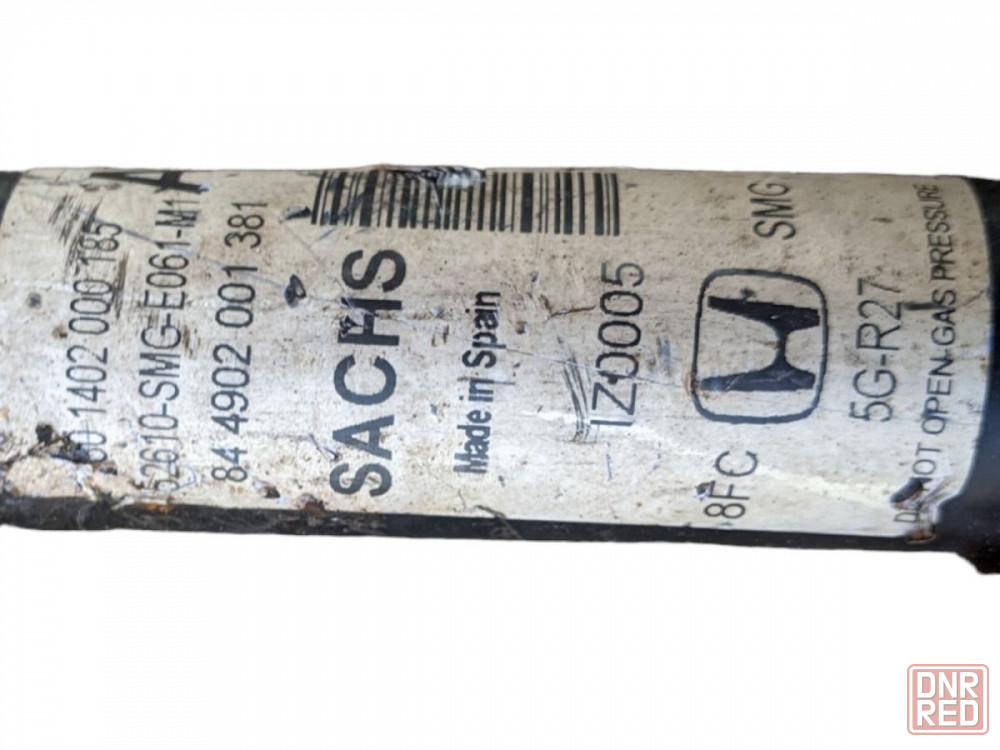 A
00 1402 000 185
52610-SMG-E061-M1
84 4902 001 381
SACHS
Made in Spain
1Z0005
8FC
SMG
5G-R27
DO NOT OPEN-GAS PRESSURE
DNR
RED